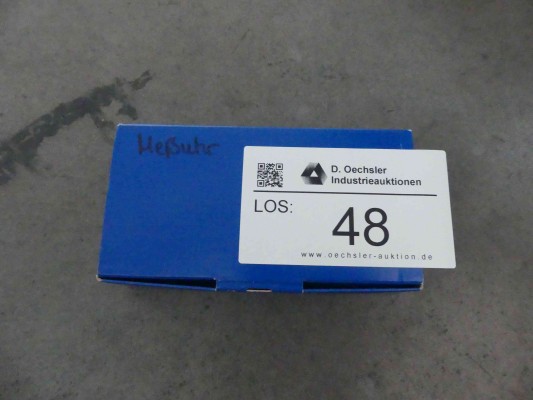 Meßuhr
D. Oechsler
Industrieauktionen
LOS:
48
www.oechsler-auktion.de